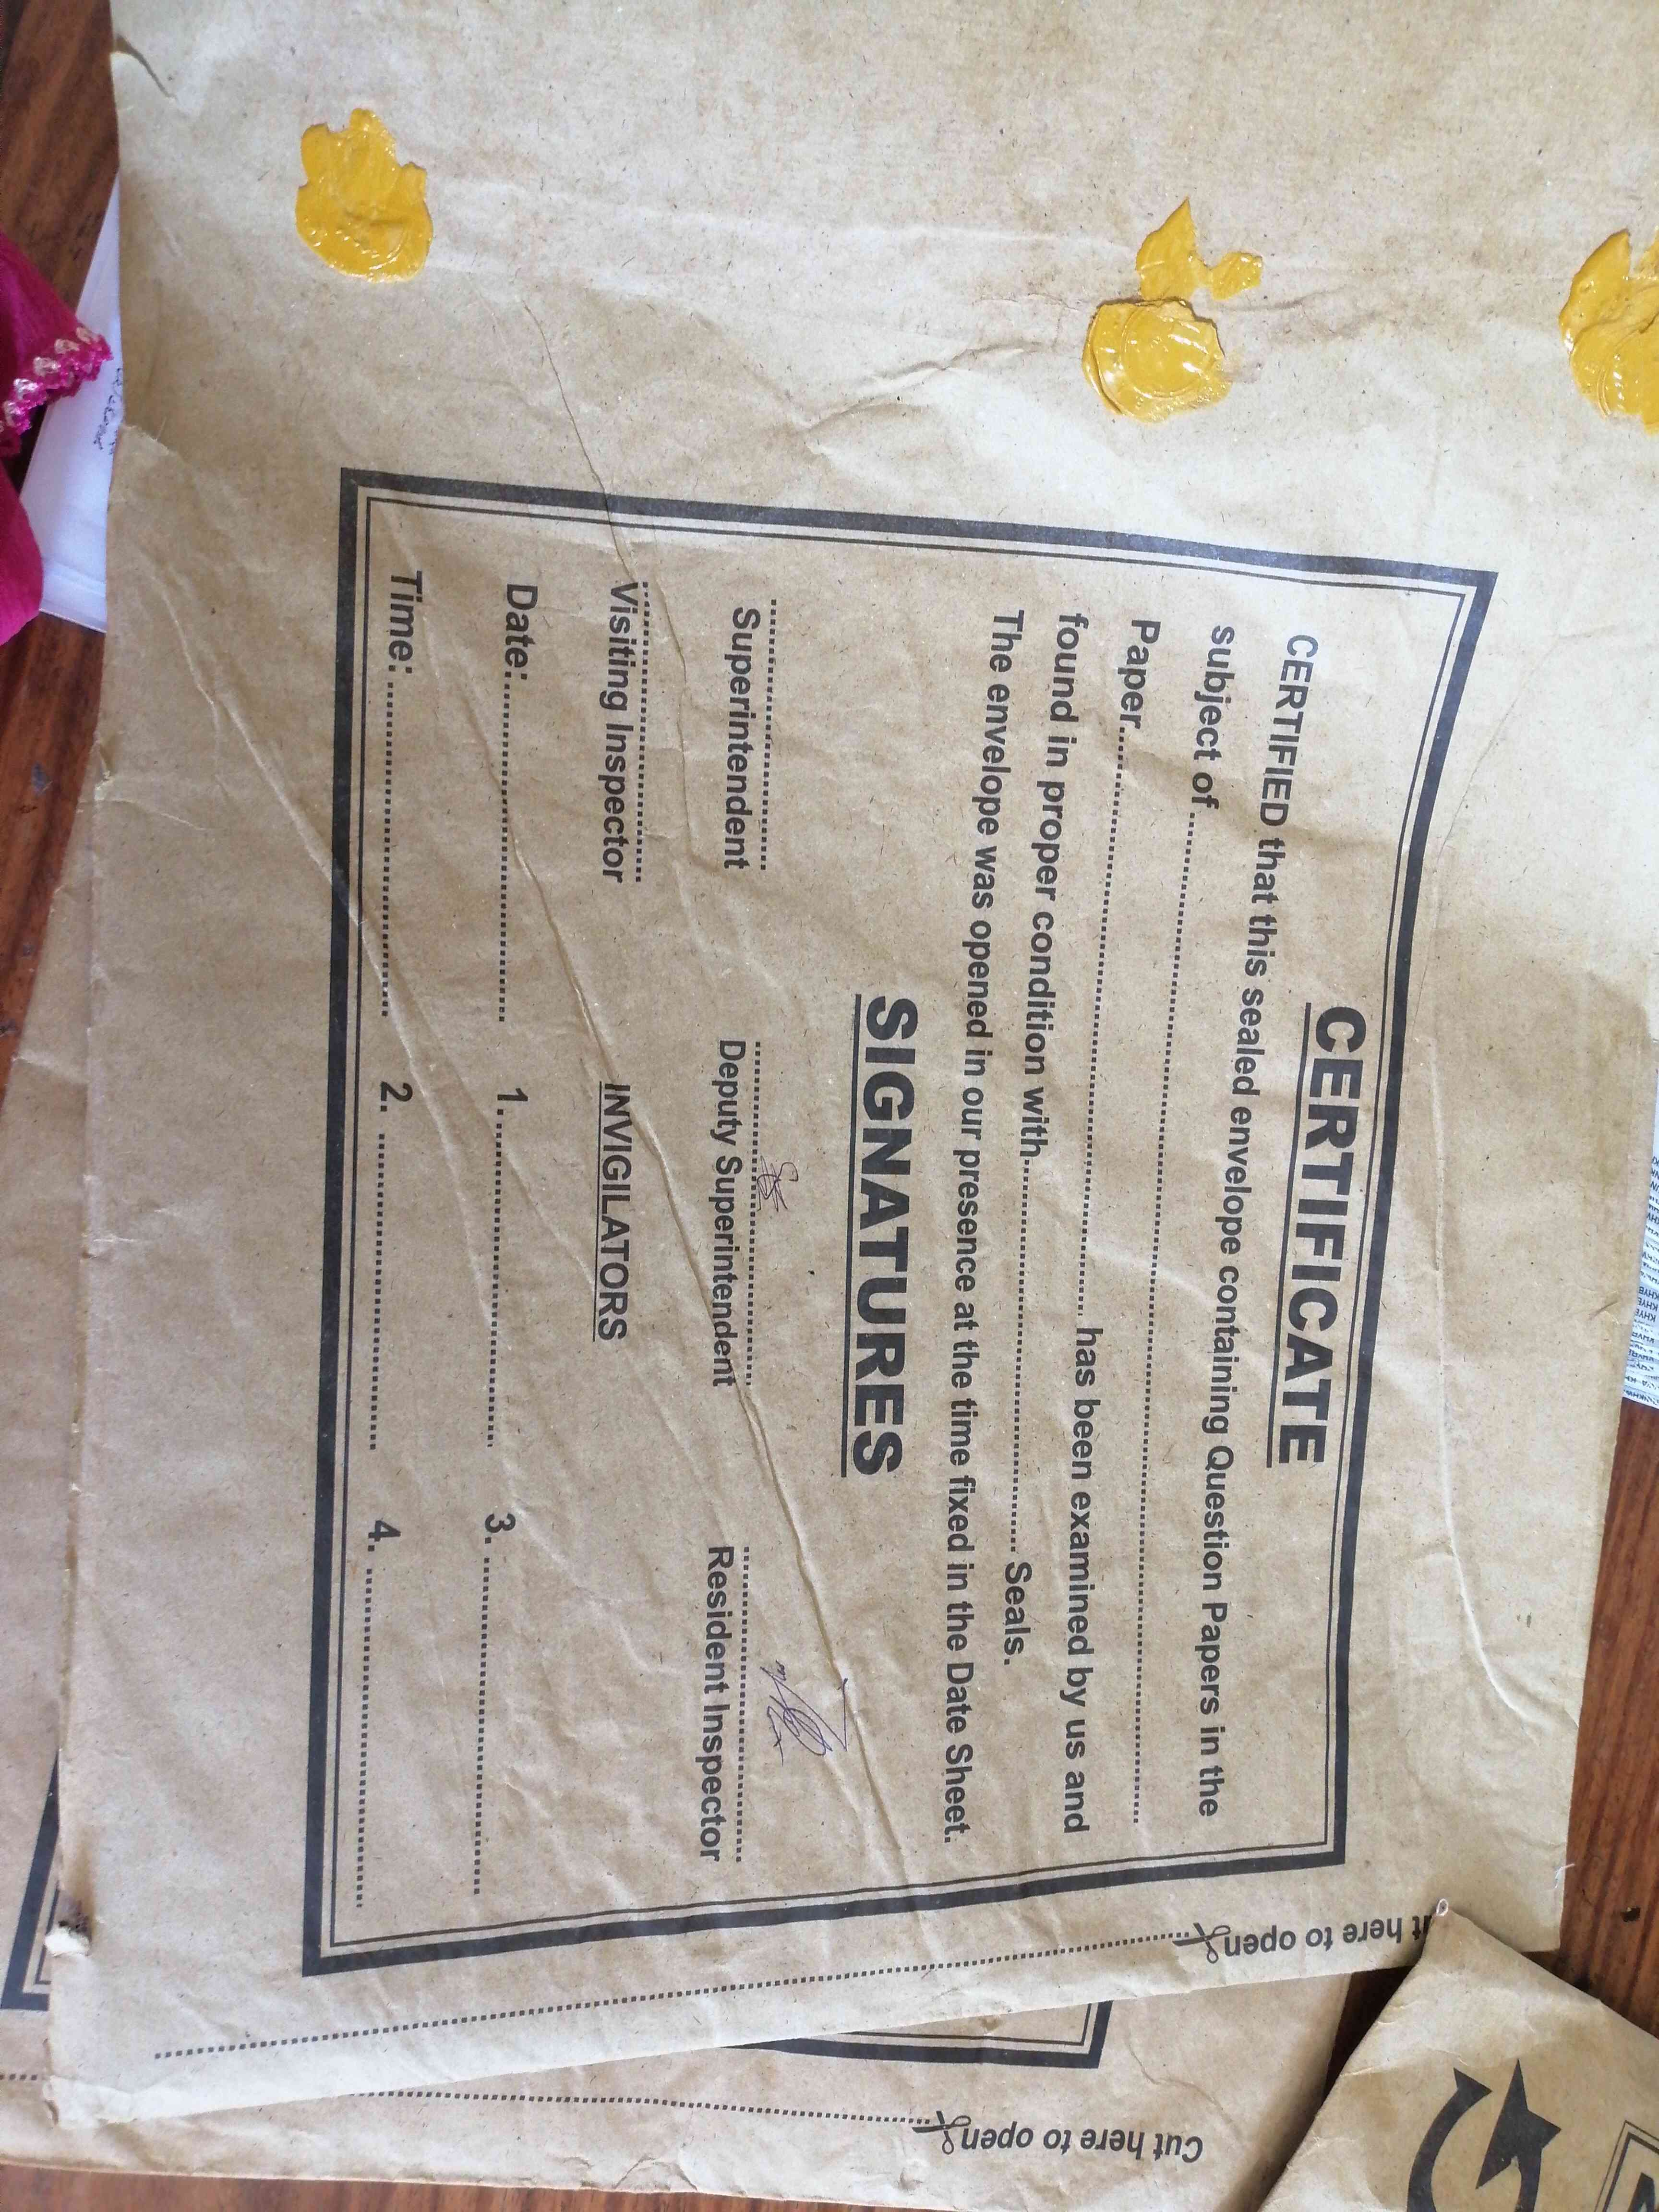 CERTIFICATE
CERTIFIED that this sealed envelope containing Question Papers in the
subject of ................................................................
Paper................................................ has been examined by us and
found in proper condition with................................ Seals.
The envelope was opened in our presence at the time fixed in the Date Sheet.
SIGNATURES
Superintendent Deputy Superintendent Resident Inspector
Visiting Inspector INVIGILATORS
Date:.............................. 1. .............................. 3. ..............................
Time: .............................. 2. .............................. 4. ..............................
here to open
Cut here to open